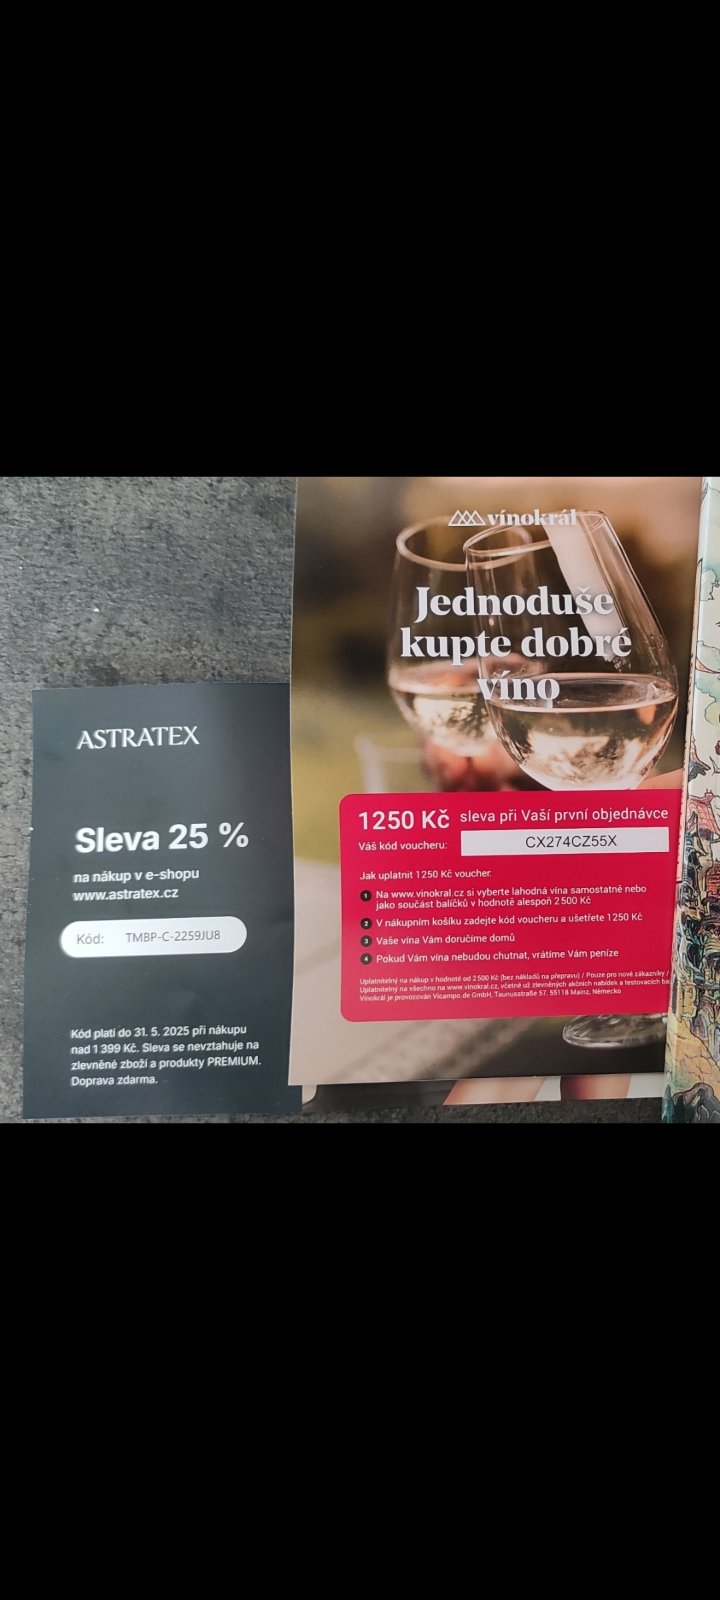 ASTRATEX
Sleva 25 %
na nákup v e-shopu
www.astratex.cz
Kód: TMBP-C-2259JU8
Kód platí do 31. 5. 2025 při nákupu
nad 1 399 Kč. Sleva se nevztahuje na
zlevněné zboží a produkty PREMIUM.
Doprava zdarma.
vínokrál
Jednoduše
kupte dobré
víno
1250 Kč sleva při Vaší první objednávce
Váš kód voucheru: CX274CZ55X
Jak uplatnit 1250 Kč voucher:
1 Na www.vinokral.cz si vyberte lahodná vína samostatně nebo
jako součást balíčků v hodnotě alespoň 2 500 Kč
2 V nákupním košíku zadejte kód voucheru a ušetřete 1250 Kč
3 Vaše vína Vám doručíme domů
4 Pokud Vám vína nebudou chutnat, vrátíme Vám peníze
Uplatnitelný na nákup v hodnotě od 2 500 Kč (bez nákladů na přepravu) / Pouze pro nové zákazníky /
Uplatnitelný na všechno na www.vinokral.cz, včetně už zlevněných akčních nabídek a testovacích
Vínokrál je provozován Vicampo.de GmbH, Taunusstraße 57, 55118 Mainz, Německo